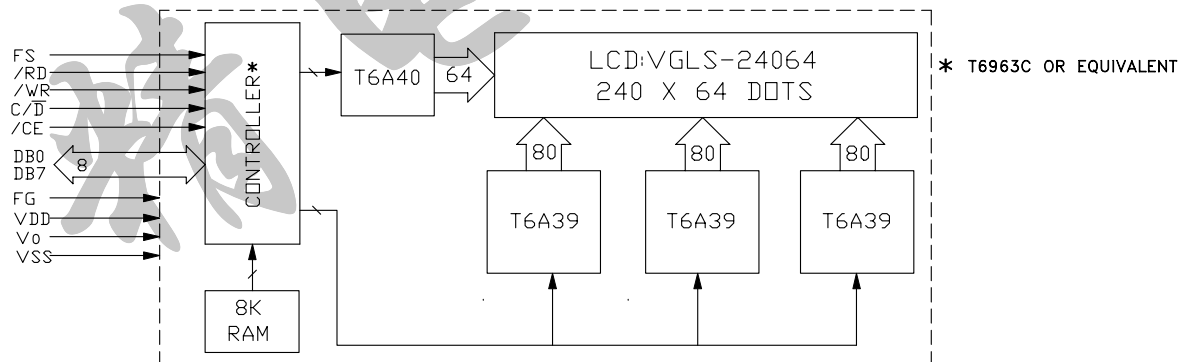 FS
/RD
/WR
C/D̅
/CE
DB0
DB7
8
FG
VDD
Vo
VSS
CONTROLLER*
8K
RAM
T6A40
64
LCD:VGLS-24064
240 X 64 DOTS
* T6963C OR EQUIVALENT
80
80
80
T6A39
T6A39
T6A39